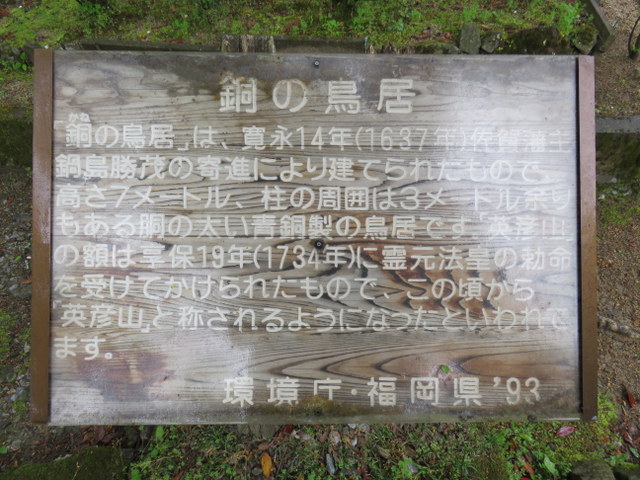 銅の鳥居
「銅の鳥居」は、寛永14年(1637年)佐賀藩主
鍋島勝茂の寄進により建てられたもので、
高さ7メートル、柱の周囲は3メートル余り
もある胴の太い青銅製の鳥居です「英彦山」
の額は享保19年(1734年)に霊元法皇の勅命
を受けてかけられたもので、この頃から
「英彦山」と称されるようになったといわれて
ます。
環境庁・福岡県 '93